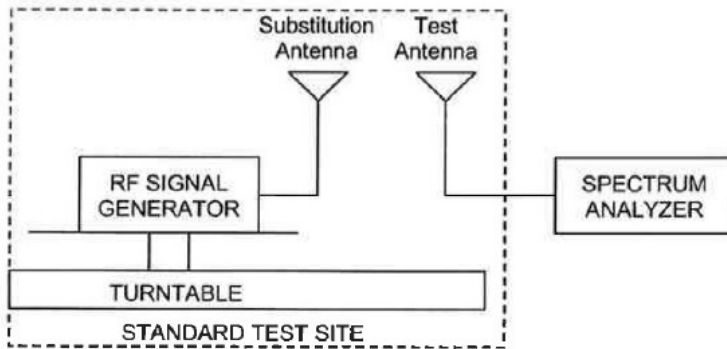 Substitution
Antenna
Test
Antenna
RF SIGNAL
GENERATOR
SPECTRUM
ANALYZER
TURNTABLE
STANDARD TEST SITE